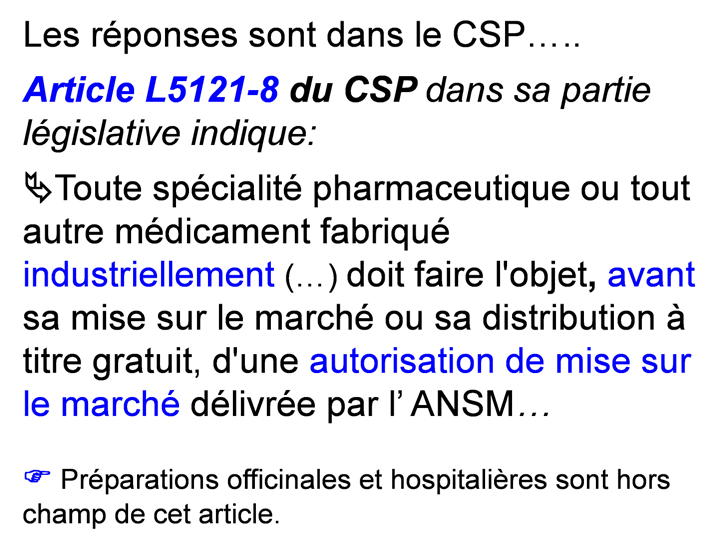 Les réponses sont dans le CSP…..
Article L5121-8 du CSP dans sa partie
législative indique:
Toute spécialité pharmaceutique ou tout
autre médicament fabriqué
industriellement (…) doit faire l'objet, avant
sa mise sur le marché ou sa distribution à
titre gratuit, d'une autorisation de mise sur
le marché délivrée par l’ ANSM…
Préparations officinales et hospitalières sont hors
champ de cet article.